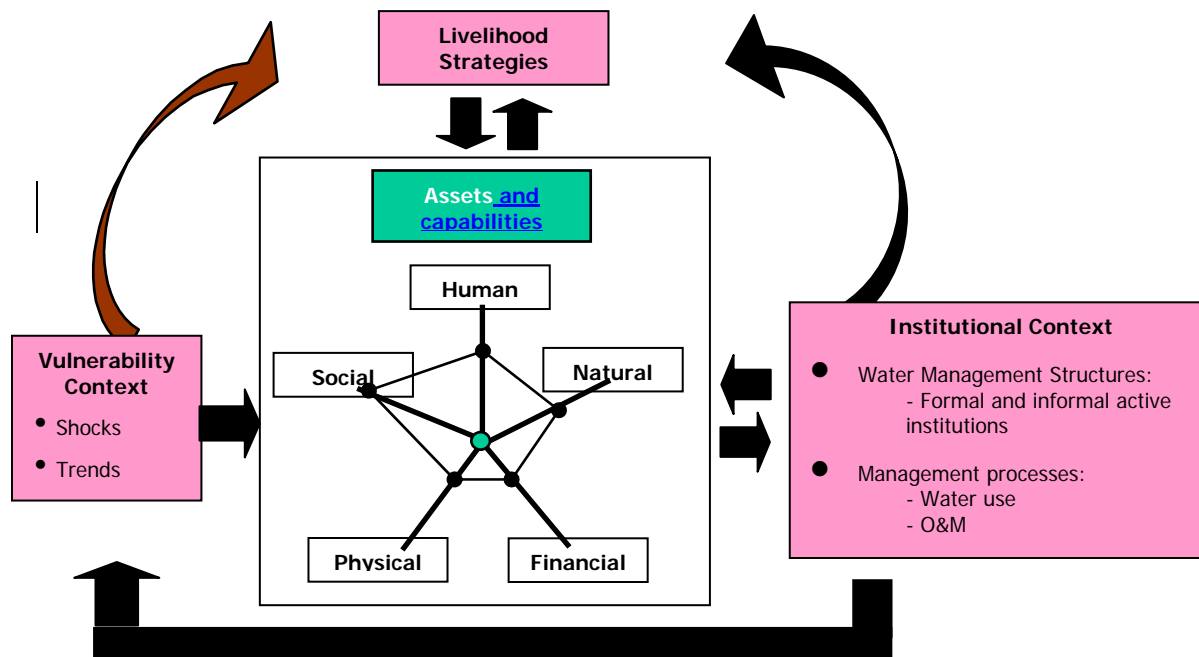 Livelihood
Strategies
Assets and
capabilities
Human
Social
Natural
Physical
Financial
Vulnerability
Context
• Shocks
• Trends
Institutional Context
● Water Management Structures:
- Formal and informal active
institutions
● Management processes:
- Water use
- O&M